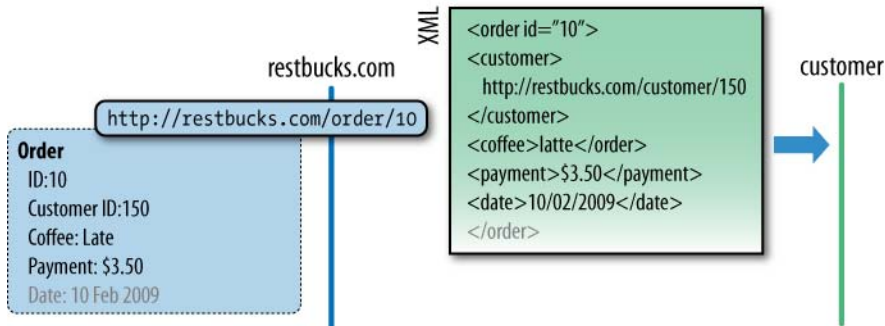 restbucks.com
http://restbucks.com/order/10
Order
ID:10
Customer ID:150
Coffee: Late
Payment: $3.50
Date: 10 Feb 2009
XML
<order id="10">
<customer>
http://restbucks.com/customer/150
</customer>
<coffee>latte</order>
<payment>$3.50</payment>
<date>10/02/2009</date>
</order>
customer